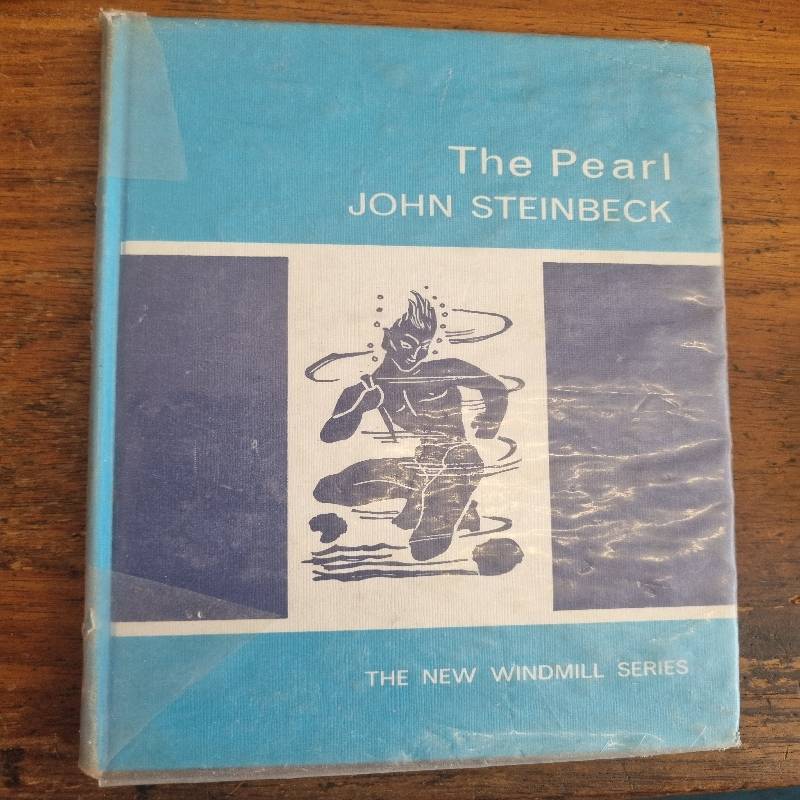 The Pearl
JOHN STEINBECK
THE NEW WINDMILL SERIES